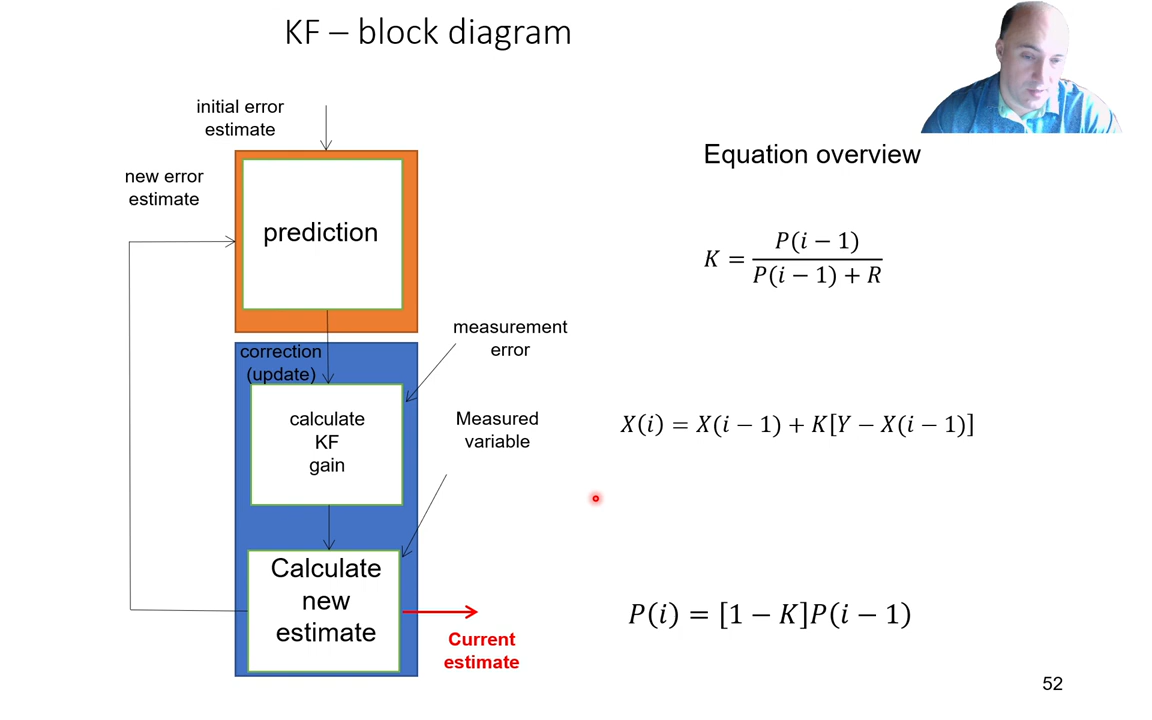 KF – block diagram
initial error
estimate
new error
estimate
prediction
correction
(update)
measurement
error
calculate
KF
gain
Measured
variable
Calculate
new
estimate
Current
estimate
Equation overview
K = P(i − 1) / P(i − 1) + R
X(i) = X(i − 1) + K[Y − X(i − 1)]
P(i) = [1 − K]P(i − 1)
52